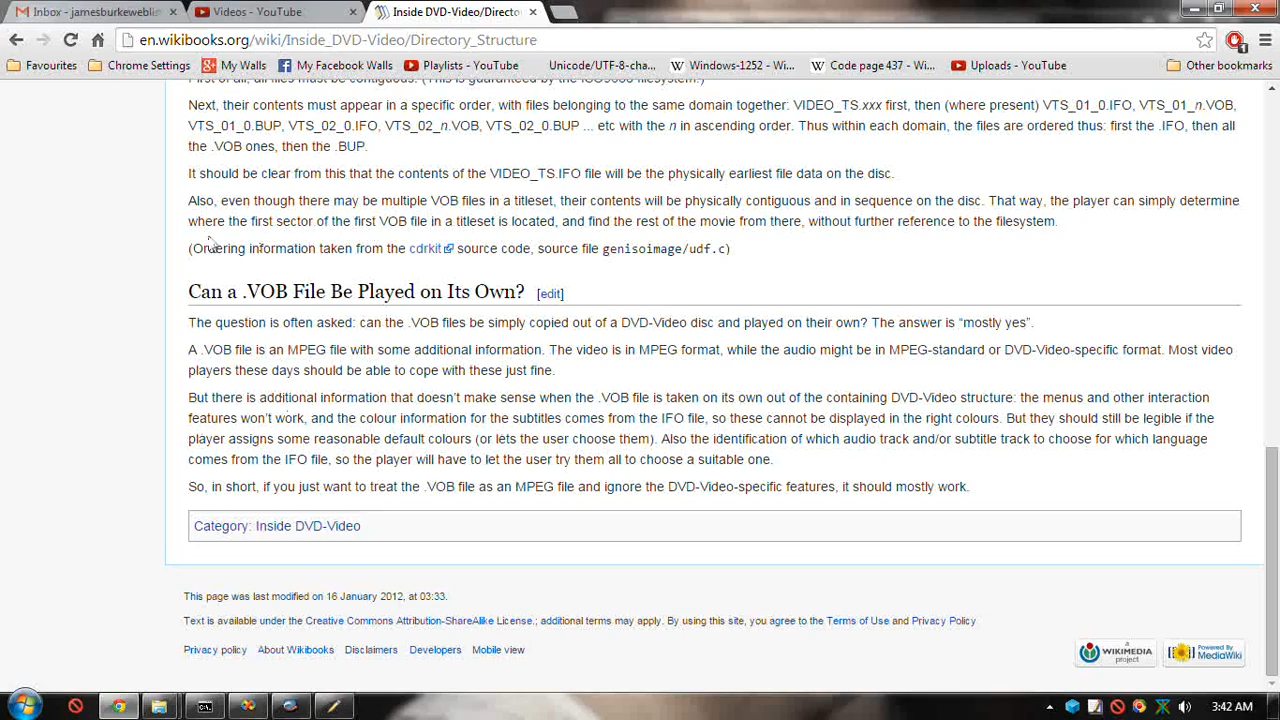 Inbox - jamesburkeweblis
Videos - YouTube
Inside DVD-Video/Directo
en.wikibooks.org/wiki/Inside_DVD-Video/Directory_Structure
Favourites Chrome Settings My Walls My Facebook Walls Playlists - YouTube Unicode/UTF-8-cha... Windows-1252 - Wi... Code page 437 - Wi... Uploads - YouTube Other bookmarks
First of all, all files must be contiguous. (This is guaranteed by the ISO9660 filesystem.)
Next, their contents must appear in a specific order, with files belonging to the same domain together: VIDEO_TS.xxx first, then (where present) VTS_01_0.IFO, VTS_01_n.VOB,
VTS_01_0.BUP, VTS_02_0.IFO, VTS_02_n.VOB, VTS_02_0.BUP ... etc with the n in ascending order. Thus within each domain, the files are ordered thus: first the .IFO, then all
the .VOB ones, then the .BUP.
It should be clear from this that the contents of the VIDEO_TS.IFO file will be the physically earliest file data on the disc.
Also, even though there may be multiple VOB files in a titleset, their contents will be physically contiguous and in sequence on the disc. That way, the player can simply determine
where the first sector of the first VOB file in a titleset is located, and find the rest of the movie from there, without further reference to the filesystem.
(Ordering information taken from the cdrkit source code, source file genisoimage/udf.c)
Can a .VOB File Be Played on Its Own? [edit]
The question is often asked: can the .VOB files be simply copied out of a DVD-Video disc and played on their own? The answer is “mostly yes”.
A .VOB file is an MPEG file with some additional information. The video is in MPEG format, while the audio might be in MPEG-standard or DVD-Video-specific format. Most video
players these days should be able to cope with these just fine.
But there is additional information that doesn’t make sense when the .VOB file is taken on its own out of the containing DVD-Video structure: the menus and other interaction
features won’t work, and the colour information for the subtitles comes from the IFO file, so these cannot be displayed in the right colours. But they should still be legible if the
player assigns some reasonable default colours (or lets the user choose them). Also the identification of which audio track and/or subtitle track to choose for which language
comes from the IFO file, so the player will have to let the user try them all to choose a suitable one.
So, in short, if you just want to treat the .VOB file as an MPEG file and ignore the DVD-Video-specific features, it should mostly work.
Category: Inside DVD-Video
This page was last modified on 16 January 2012, at 03:33.
Text is available under the Creative Commons Attribution-ShareAlike License.; additional terms may apply. By using this site, you agree to the Terms of Use and Privacy Policy
Privacy policy About Wikibooks Disclaimers Developers Mobile view
a WIKIMEDIA project
Powered By MediaWiki
3:42 AM